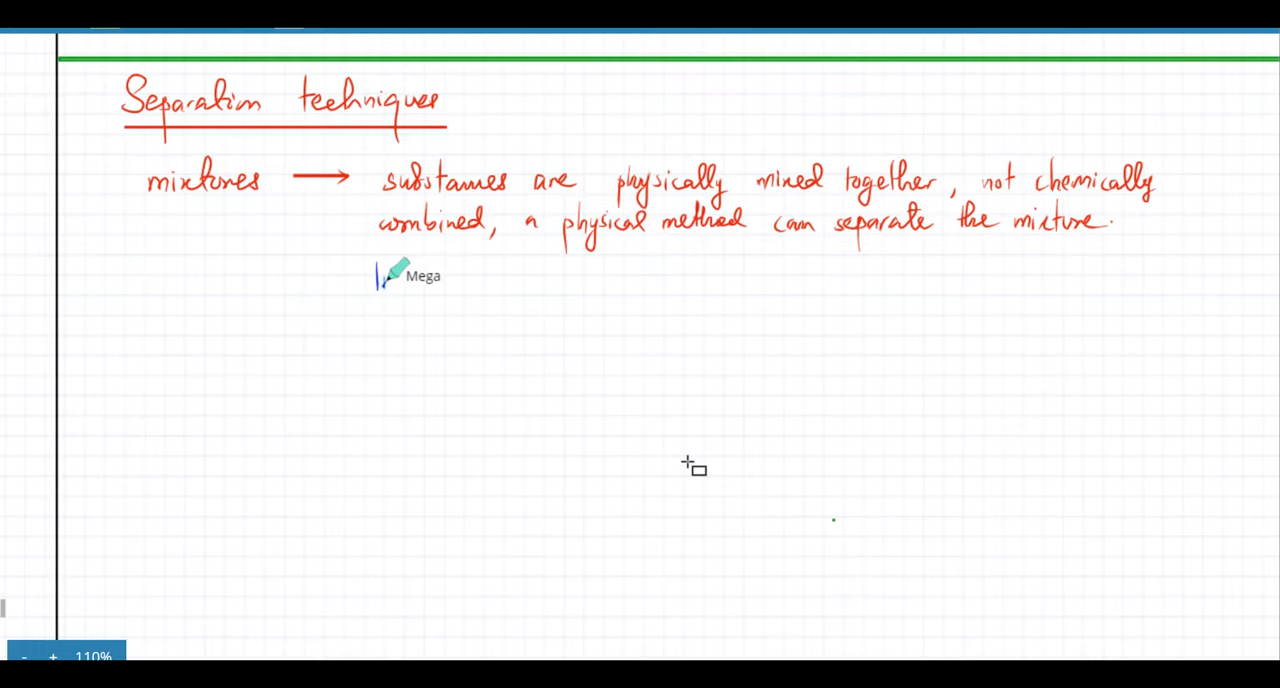 Separation techniques
mixtures → substances are physically mixed together, not chemically
combined, a physical method can separate the mixture.
Mega
- + 110%